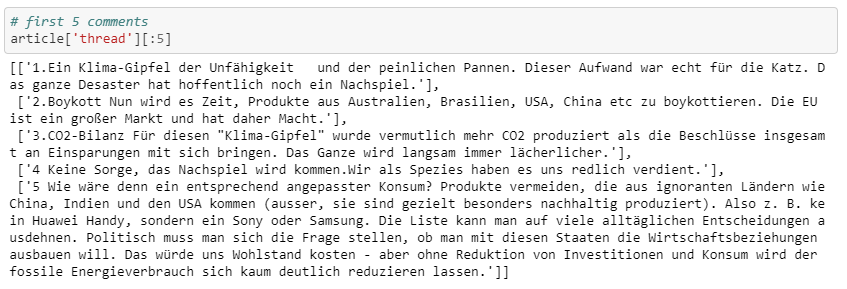 # first 5 comments
article['thread'][:5]
[['1.Ein Klima-Gipfel der Unfähigkeit   und der peinlichen Pannen. Dieser Aufwand war echt für die Katz. D
as ganze Desaster hat hoffentlich noch ein Nachspiel.'],
 ['2.Boykott Nun wird es Zeit, Produkte aus Australien, Brasilien, USA, China etc zu boykottieren. Die EU
ist ein großer Markt und hat daher Macht.'],
 ['3.CO2-Bilanz Für diesen "Klima-Gipfel" wurde vermutlich mehr CO2 produziert als die Beschlüsse insgesam
t an Einsparungen mit sich bringen. Das Ganze wird langsam immer lächerlicher.'],
 ['4 Keine Sorge, das Nachspiel wird kommen.Wir als Spezies haben es uns redlich verdient.'],
 ['5 Wie wäre denn ein entsprechend angepasster Konsum? Produkte vermeiden, die aus ignoranten Ländern wie
China, Indien und den USA kommen (ausser, sie sind gezielt besonders nachhaltig produziert). Also z. B. ke
in Huawei Handy, sondern ein Sony oder Samsung. Die Liste kann man auf viele alltäglichen Entscheidungen a
usdehnen. Politisch muss man sich die Frage stellen, ob man mit diesen Staaten die Wirtschaftsbeziehungen
ausbauen will. Das würde uns Wohlstand kosten - aber ohne Reduktion von Investitionen und Konsum wird der
fossile Energieverbrauch sich kaum deutlich reduzieren lassen.']]